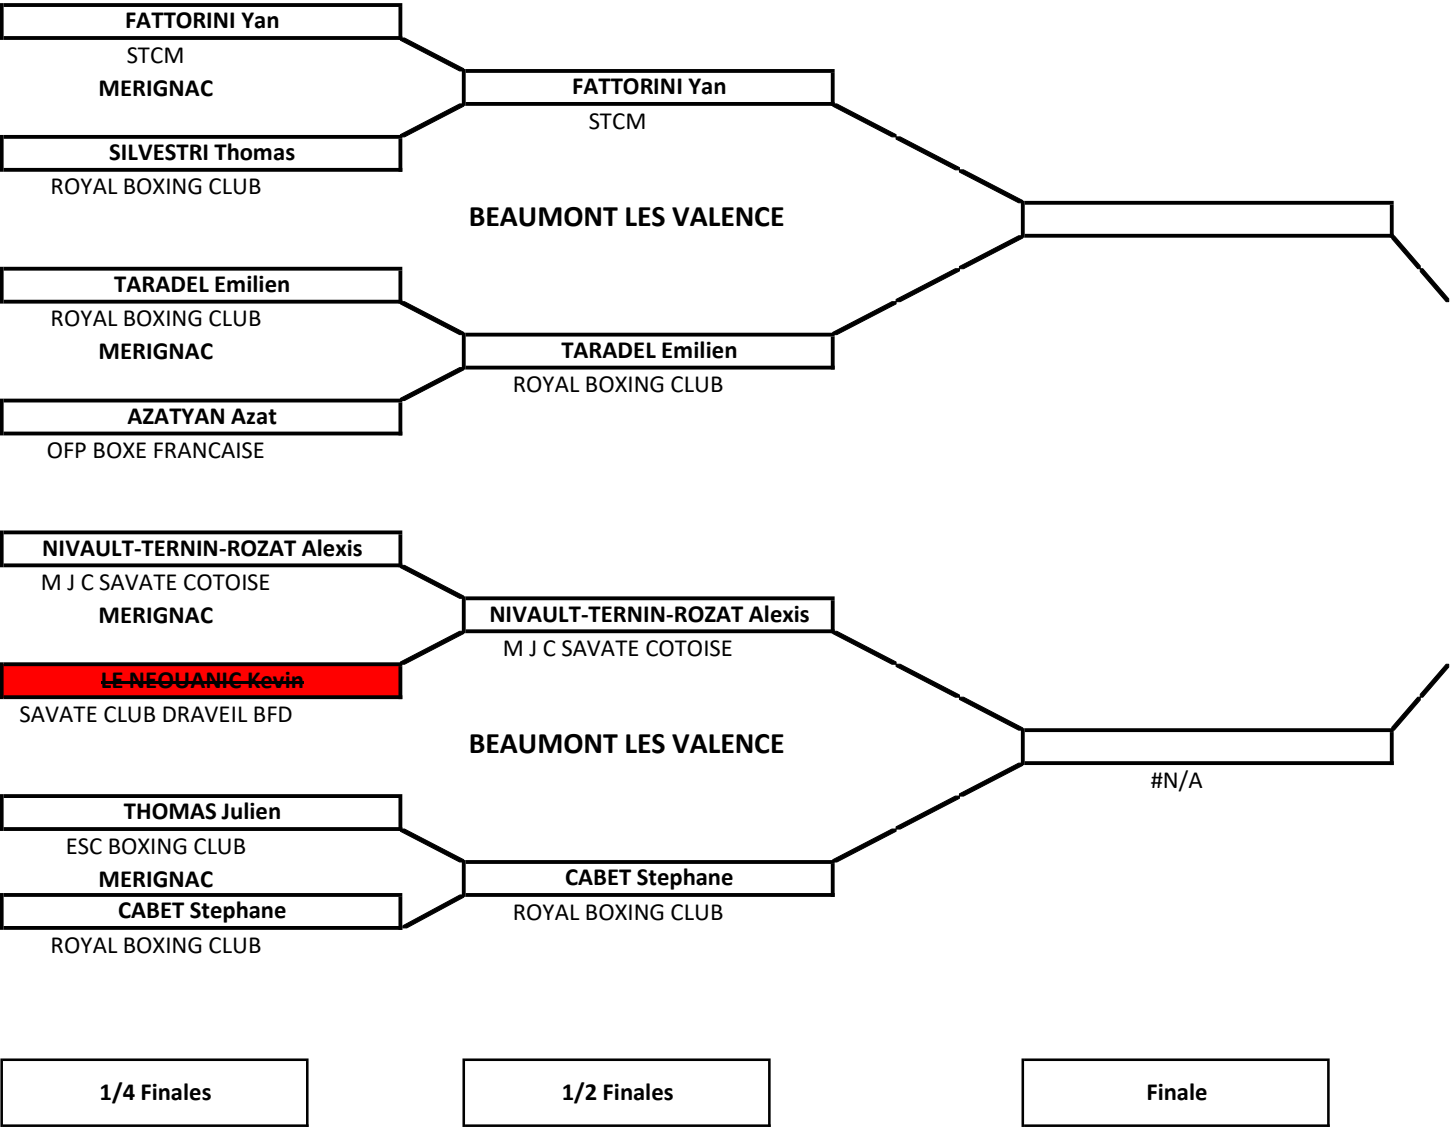 FATTORINI Yan
STCM
MERIGNAC
FATTORINI Yan
STCM
SILVESTRI Thomas
ROYAL BOXING CLUB
BEAUMONT LES VALENCE
TARADEL Emilien
ROYAL BOXING CLUB
MERIGNAC
TARADEL Emilien
ROYAL BOXING CLUB
AZATYAN Azat
OFP BOXE FRANCAISE
NIVAULT-TERNIN-ROZAT Alexis
M J C SAVATE COTOISE
MERIGNAC
NIVAULT-TERNIN-ROZAT Alexis
M J C SAVATE COTOISE
LE NEOUANIC Kevin
SAVATE CLUB DRAVEIL BFD
BEAUMONT LES VALENCE
#N/A
THOMAS Julien
ESC BOXING CLUB
MERIGNAC
CABET Stephane
ROYAL BOXING CLUB
CABET Stephane
ROYAL BOXING CLUB
1/4 Finales
1/2 Finales
Finale